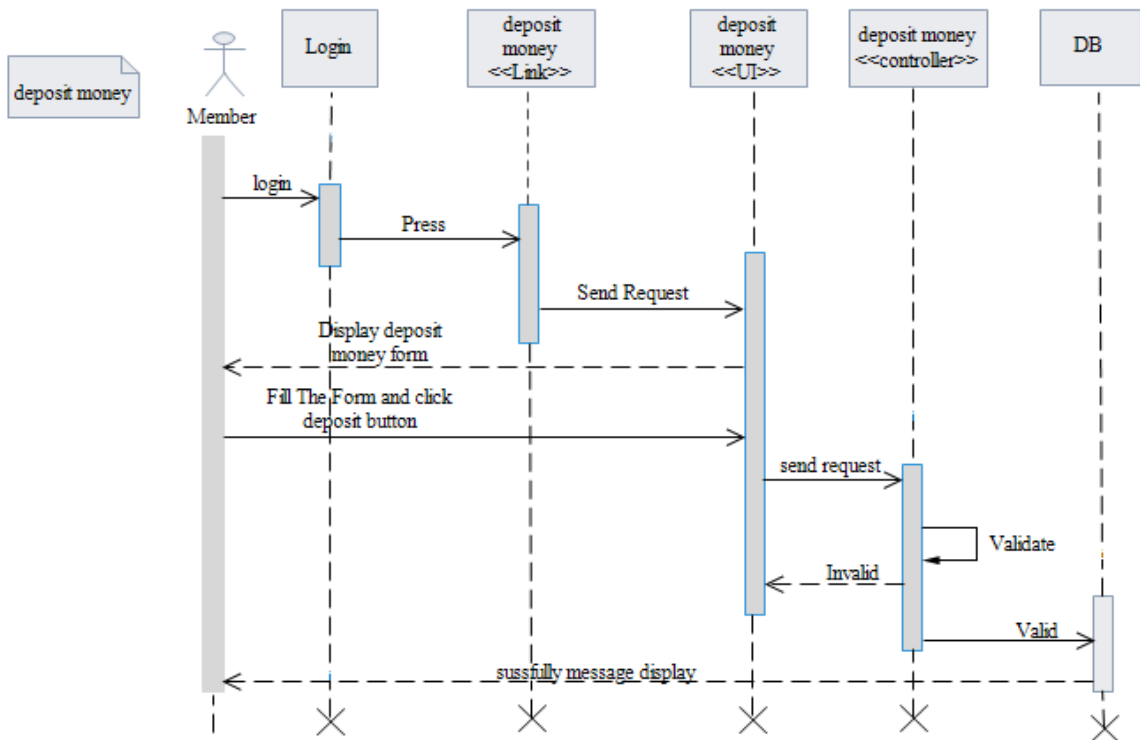 deposit money
Member
Login
deposit
money
<<Link>>
deposit
money
<<UI>>
deposit money
<<controller>>
DB
login
Press
Send Request
Display deposit
money form
Fill The Form and click
deposit button
send request
Validate
Invalid
Valid
sussfully message display